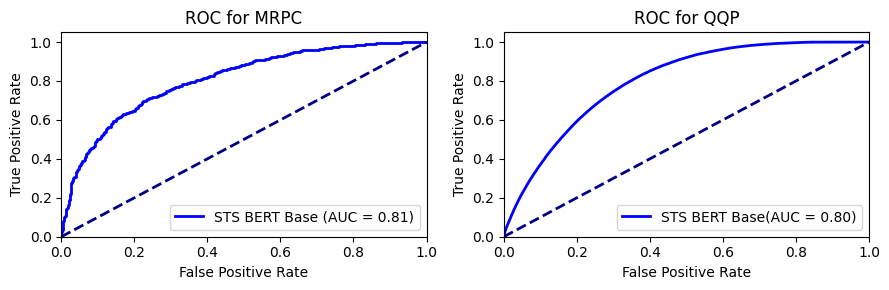 ROC for MRPC
True Positive Rate
1.0
0.8
0.6
0.4
0.2
0.0
STS BERT Base (AUC = 0.81)
0.0 0.2 0.4 0.6 0.8 1.0
False Positive Rate
ROC for QQP
True Positive Rate
1.0
0.8
0.6
0.4
0.2
0.0
STS BERT Base(AUC = 0.80)
0.0 0.2 0.4 0.6 0.8 1.0
False Positive Rate